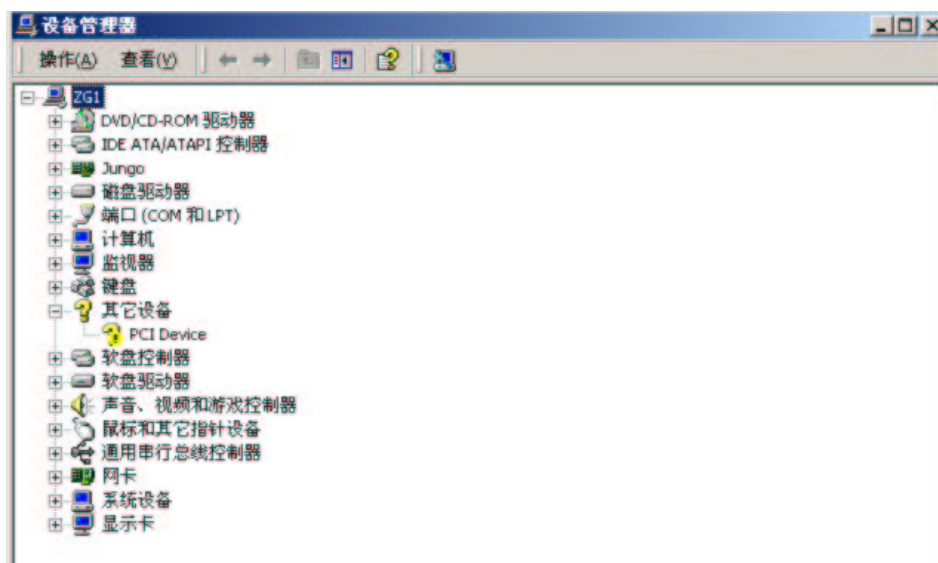 设备管理器
操作(A) 查看(V)
ZG1
DVD/CD-ROM 驱动器
IDE ATA/ATAPI 控制器
Jungo
磁盘驱动器
端口 (COM 和 LPT)
计算机
监视器
键盘
其它设备
PCI Device
软盘控制器
软盘驱动器
声音、视频和游戏控制器
鼠标和其它指针设备
通用串行总线控制器
网卡
系统设备
显示卡